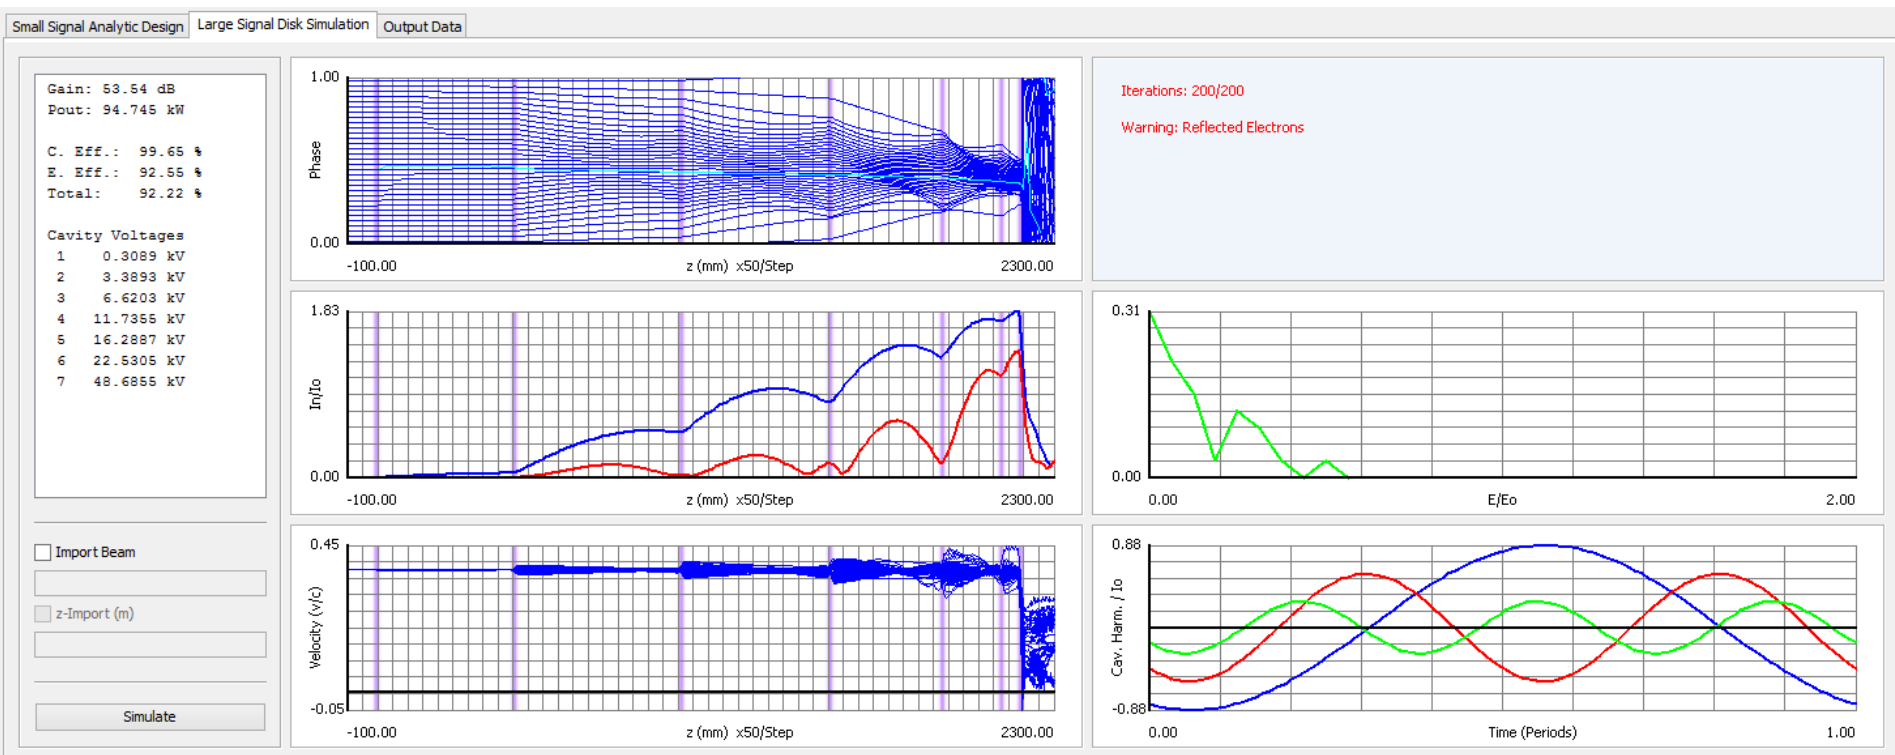 Small Signal Analytic Design
Large Signal Disk Simulation
Output Data
Gain: 53.54 dB
Pout: 94.745 kW
C. Eff.: 99.65 %
E. Eff.: 92.55 %
Total: 92.22 %
Cavity Voltages
1 0.3089 kV
2 3.3893 kV
3 6.6203 kV
4 11.7355 kV
5 16.2887 kV
6 22.5305 kV
7 48.6855 kV
Import Beam
z-Import (m)
Simulate
1.00
Phase
0.00
-100.00 z (mm) x50/Step 2300.00
Iterations: 200/200
Warning: Reflected Electrons
1.83
In/Io
0.00
-100.00 z (mm) x50/Step 2300.00
0.31
0.00
0.00 E/Eo 2.00
0.45
Velocity (v/c)
-0.05
-100.00 z (mm) x50/Step 2300.00
0.88
Cav. Harm. / Io
-0.88
0.00 Time (Periods) 1.00